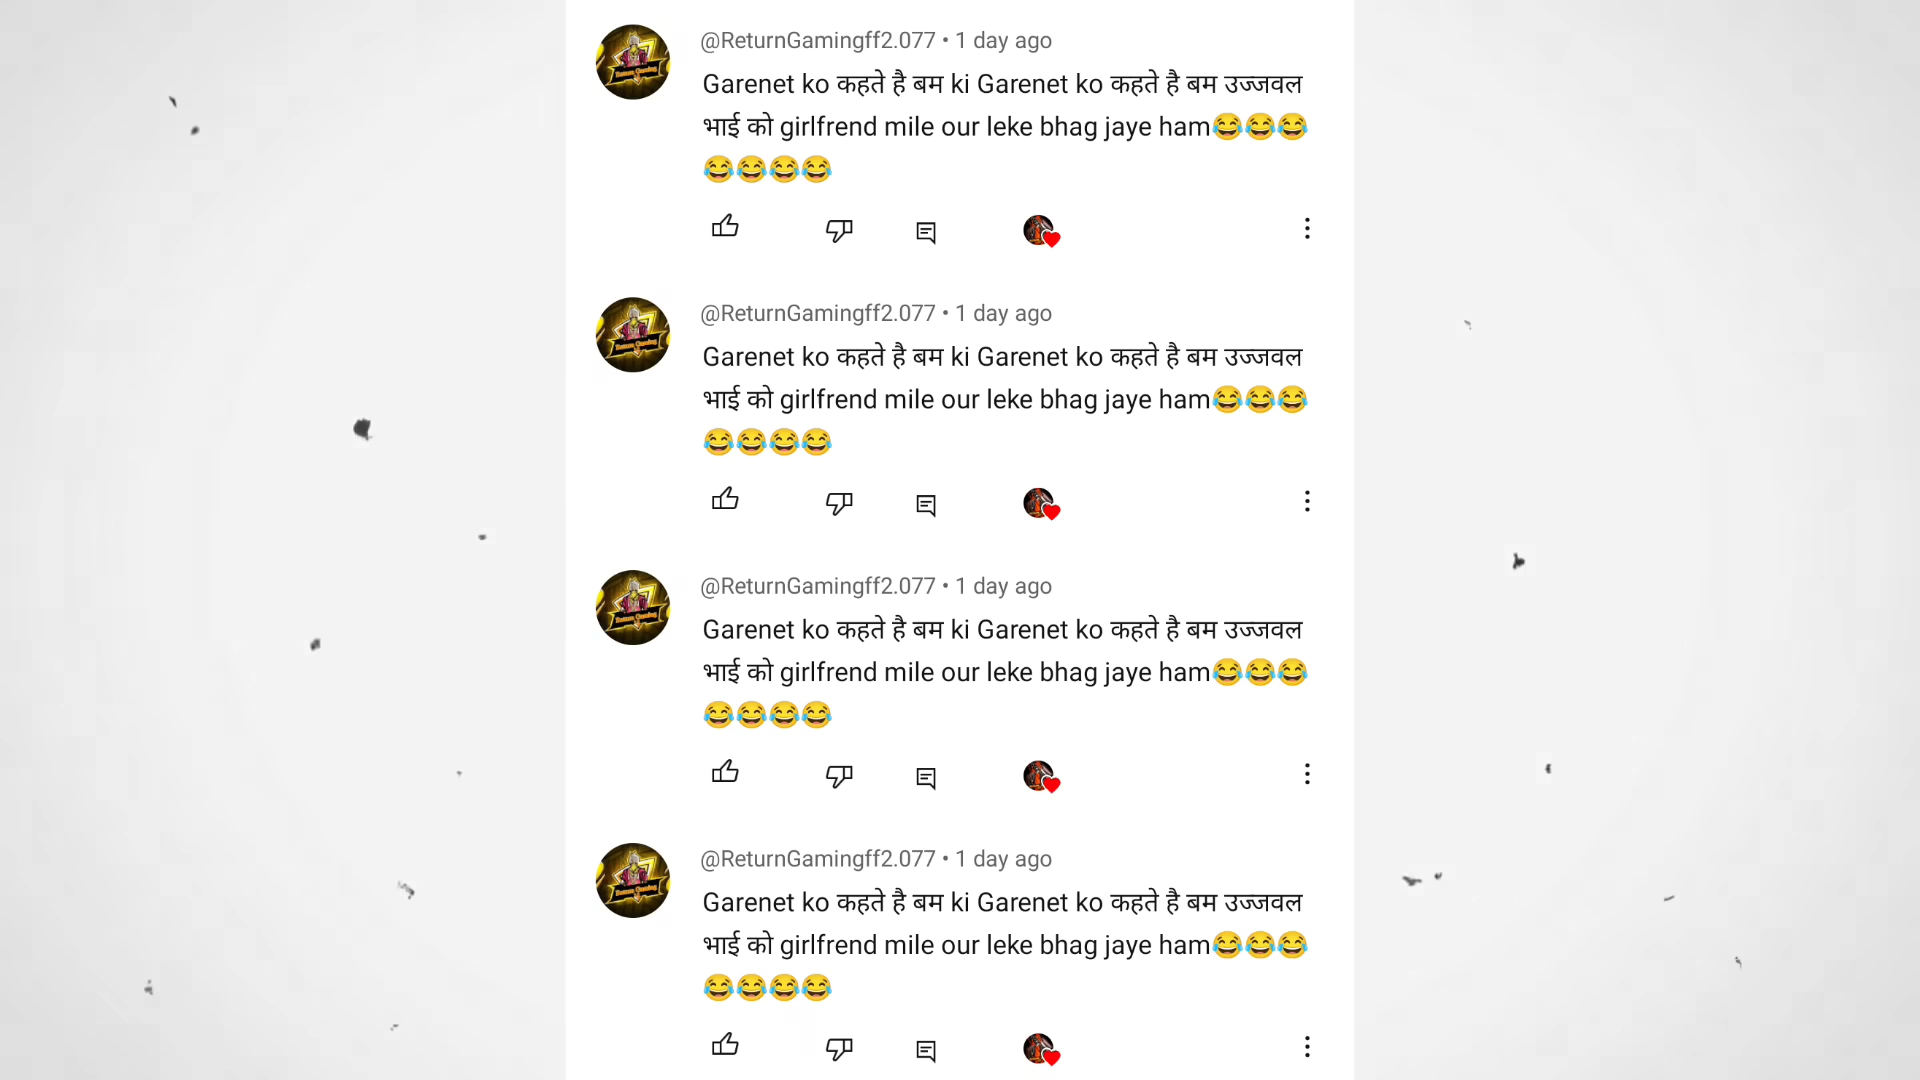 @ReturnGamingff2.077 • 1 day ago
Garenet ko कहते है बम ki Garenet ko कहते है बम उज्जवल
भाई को girlfrend mile our leke bhag jaye ham😂😂😂
😂😂😂😂
@ReturnGamingff2.077 • 1 day ago
Garenet ko कहते है बम ki Garenet ko कहते है बम उज्जवल
भाई को girlfrend mile our leke bhag jaye ham😂😂😂
😂😂😂😂
@ReturnGamingff2.077 • 1 day ago
Garenet ko कहते है बम ki Garenet ko कहते है बम उज्जवल
भाई को girlfrend mile our leke bhag jaye ham😂😂😂
😂😂😂😂
@ReturnGamingff2.077 • 1 day ago
Garenet ko कहते है बम ki Garenet ko कहते है बम उज्जवल
भाई को girlfrend mile our leke bhag jaye ham😂😂😂
😂😂😂😂